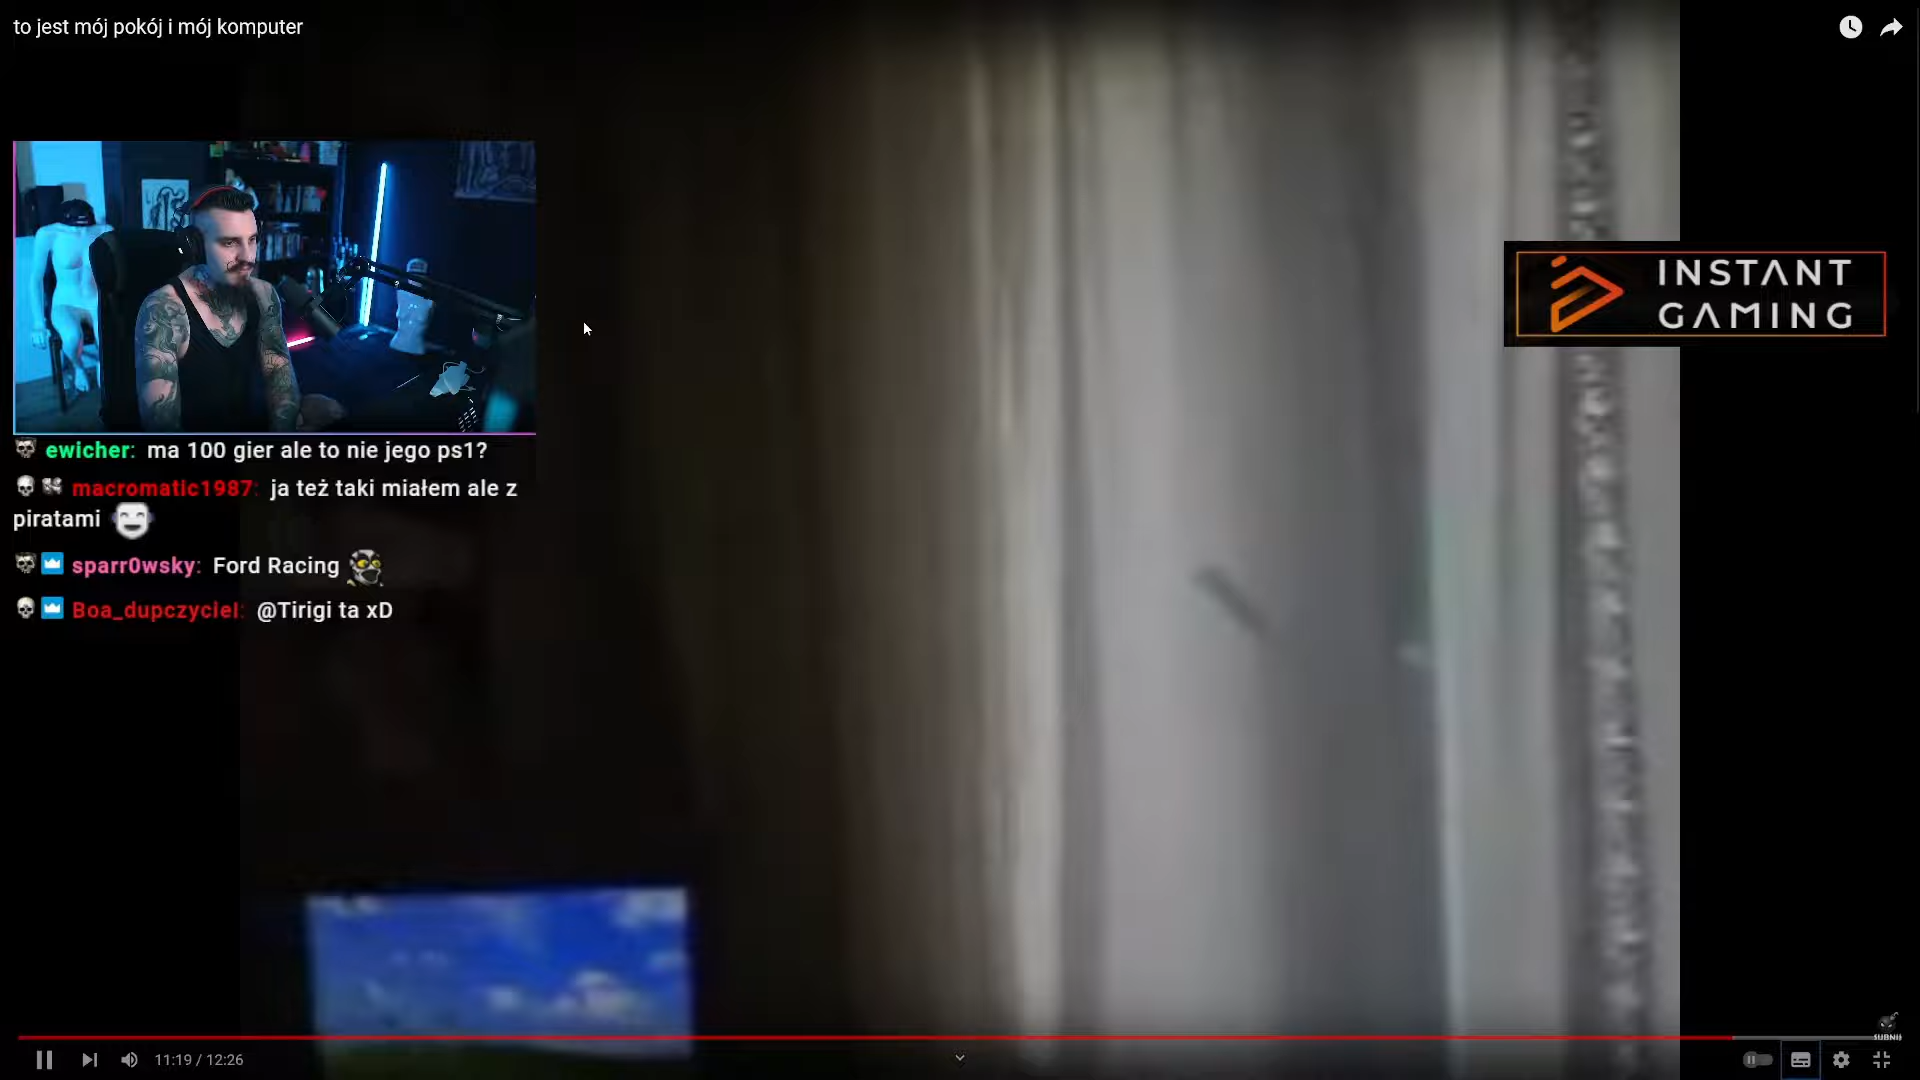 to jest mój pokój i mój komputer
INSTANT
GAMING
ewicher: ma 100 gier ale to nie jego ps1?
macromatic1987: ja też taki miałem ale z
piratami
sparr0wsky: Ford Racing
Boa_dupczyciel: @Tirigi ta xD
SUBNIJ
11:19 / 12:26